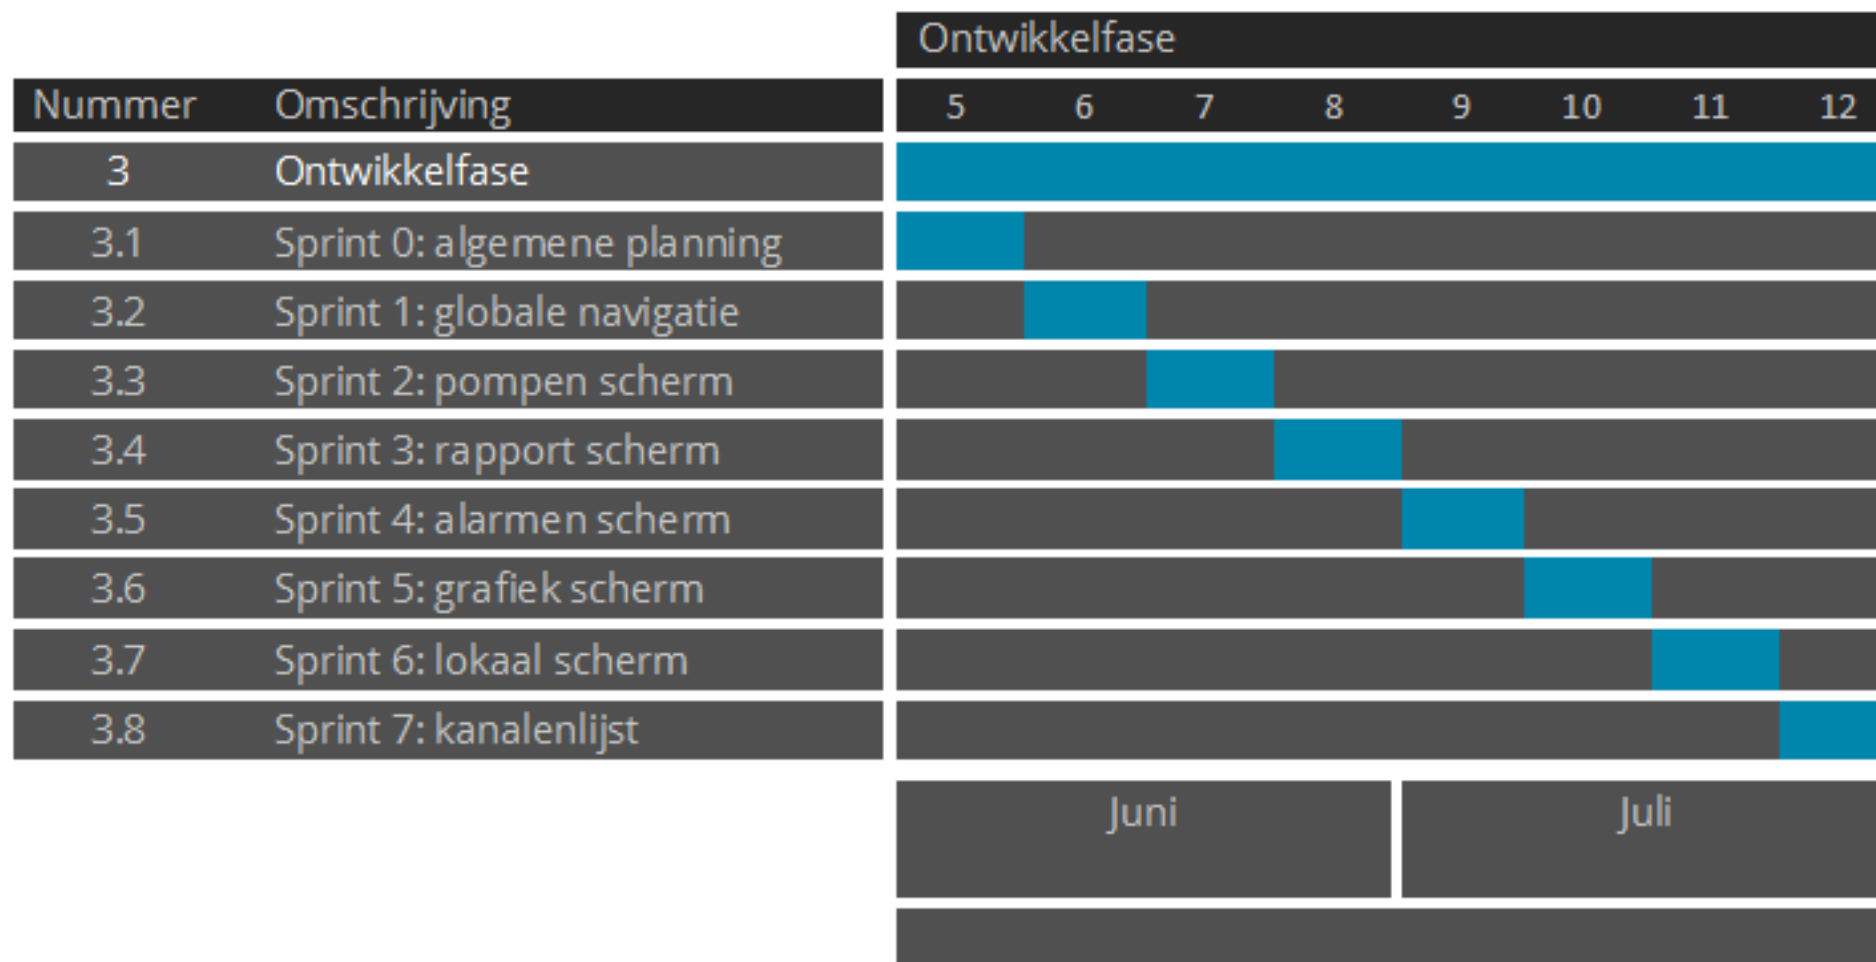 Ontwikkelfase
Nummer Omschrijving 5 6 7 8 9 10 11 12
3 Ontwikkelfase
3.1 Sprint 0: algemene planning
3.2 Sprint 1: globale navigatie
3.3 Sprint 2: pompen scherm
3.4 Sprint 3: rapport scherm
3.5 Sprint 4: alarmen scherm
3.6 Sprint 5: grafiek scherm
3.7 Sprint 6: lokaal scherm
3.8 Sprint 7: kanalenlijst
Juni Juli